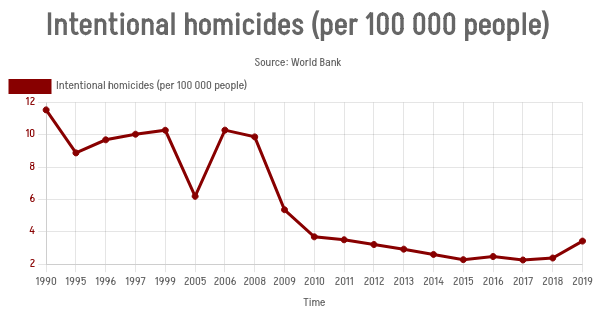 Intentional homicides (per 100 000 people)
Source: World Bank
Intentional homicides (per 100 000 people)
12
10
8
6
4
2
1990 1995 1996 1997 1999 2005 2006 2008 2009 2010 2011 2012 2013 2014 2015 2016 2017 2018 2019
Time